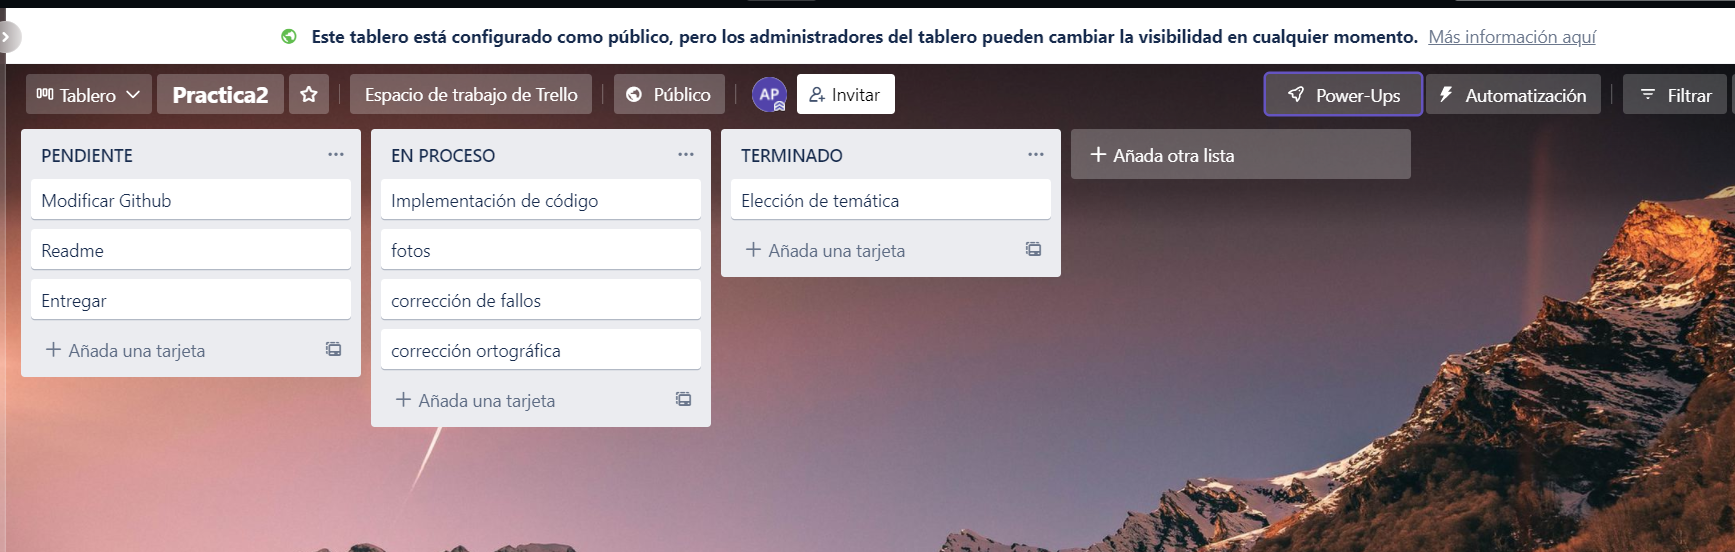 Este tablero está configurado como público, pero los administradores del tablero pueden cambiar la visibilidad en cualquier momento. Más información aquí
Tablero Practica2 Espacio de trabajo de Trello Público AP Invitar Power-Ups Automatización Filtrar
PENDIENTE
Modificar Github
Readme
Entregar
+ Añada una tarjeta
EN PROCESO
Implementación de código
fotos
corrección de fallos
corrección ortográfica
+ Añada una tarjeta
TERMINADO
Elección de temática
+ Añada una tarjeta
+ Añada otra lista